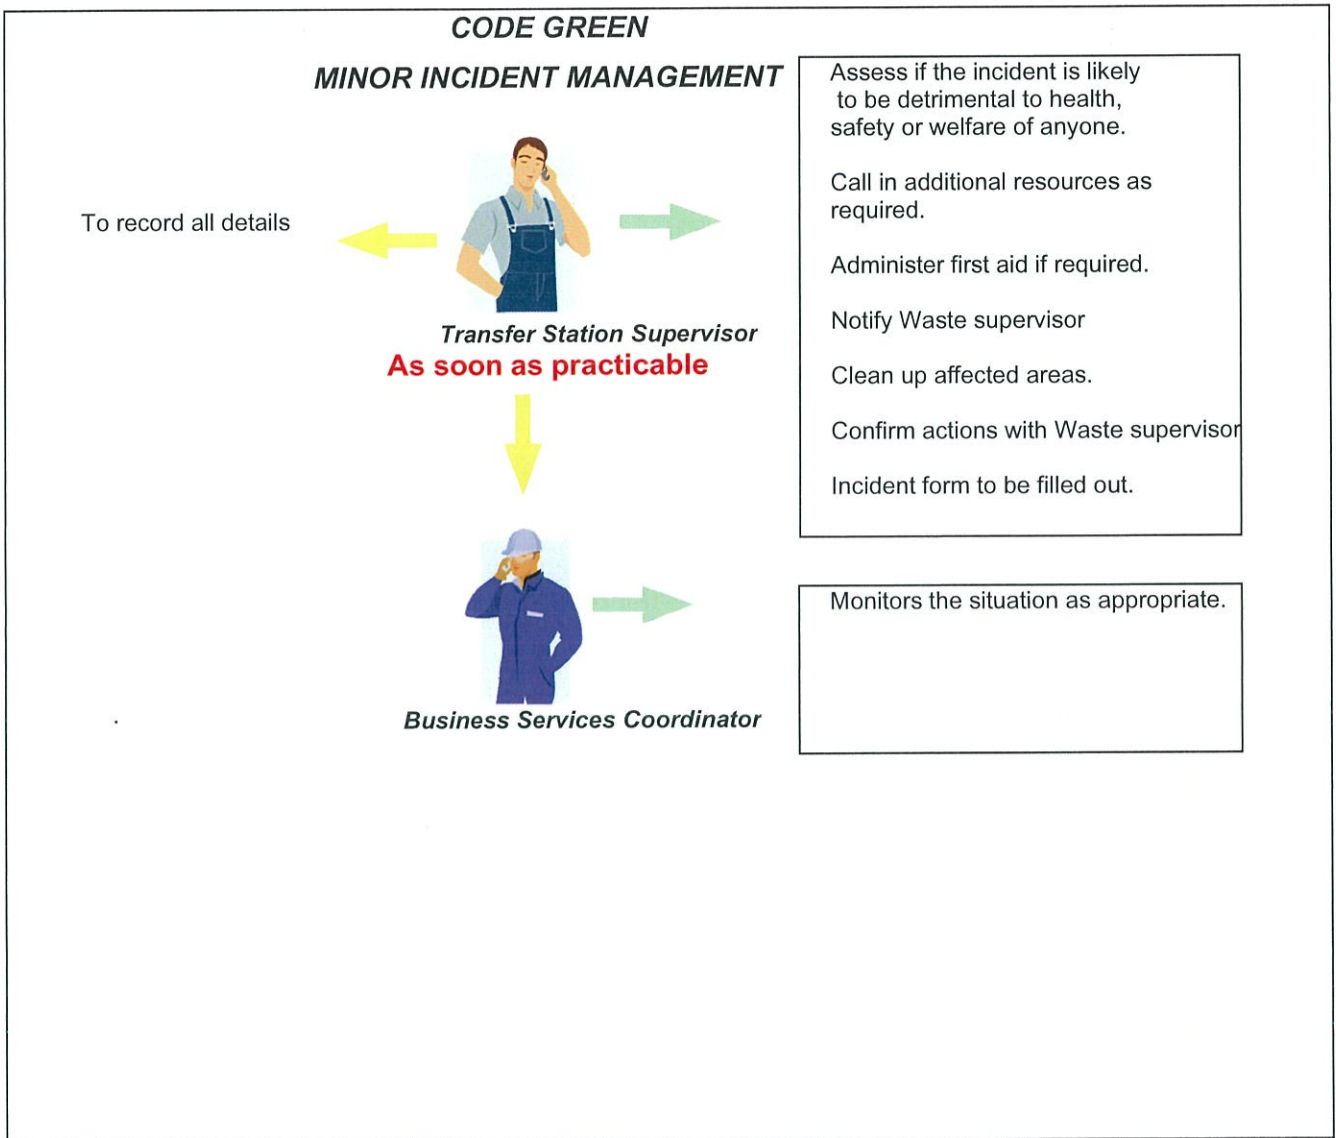 CODE GREEN
MINOR INCIDENT MANAGEMENT
Assess if the incident is likely
to be detrimental to health,
safety or welfare of anyone.
Call in additional resources as
required.
Administer first aid if required.
Notify Waste supervisor
Clean up affected areas.
Confirm actions with Waste supervisor
Incident form to be filled out.
To record all details
Transfer Station Supervisor
As soon as practicable
Monitors the situation as appropriate.
Business Services Coordinator